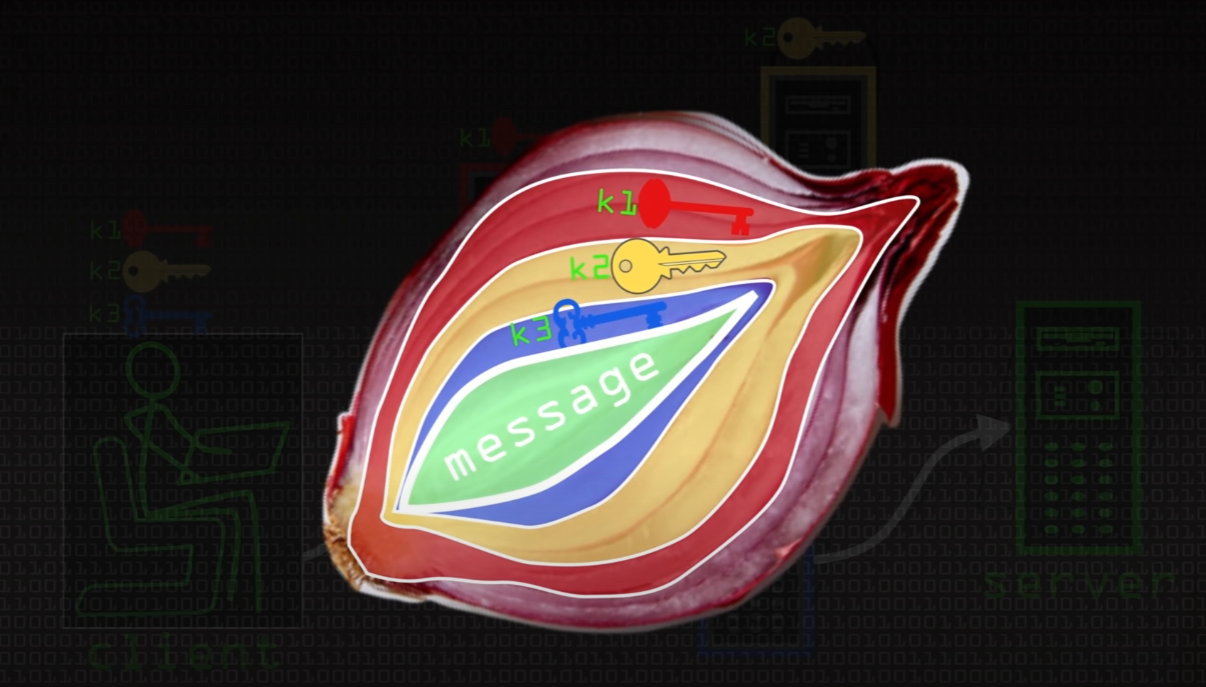 k2
k1
k1
k1
k2
k2
k3
k3
message
server
client